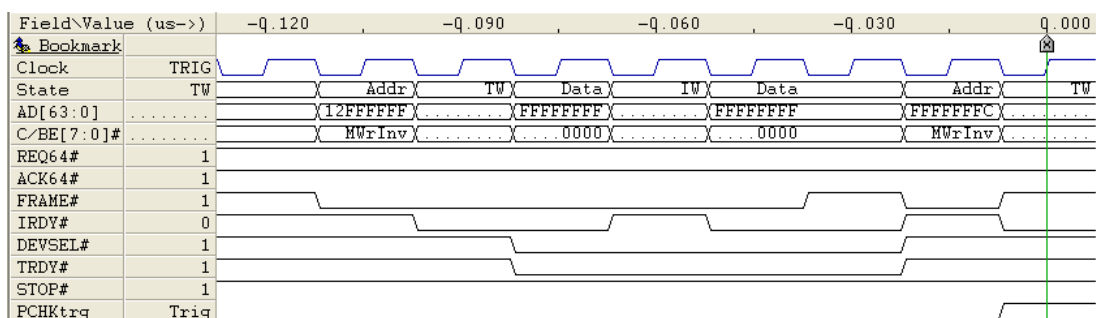 Field\Value (us->) -0.120 -0.090 -0.060 -0.030 0.000
Bookmark
Clock TRIG
State TW Addr TW Data IW Data Addr TW
AD[63:0] ........ 12FFFFFF ........ FFFFFFFF ........ FFFFFFFF FFFFFFFC ........
C/BE[7:0]# ........ MWrInv ........ ....0000 ........ ....0000 MWrInv ........
REQ64# 1
ACK64# 1
FRAME# 1
IRDY# 0
DEVSEL# 1
TRDY# 1
STOP# 1
PCHKtrg Trig